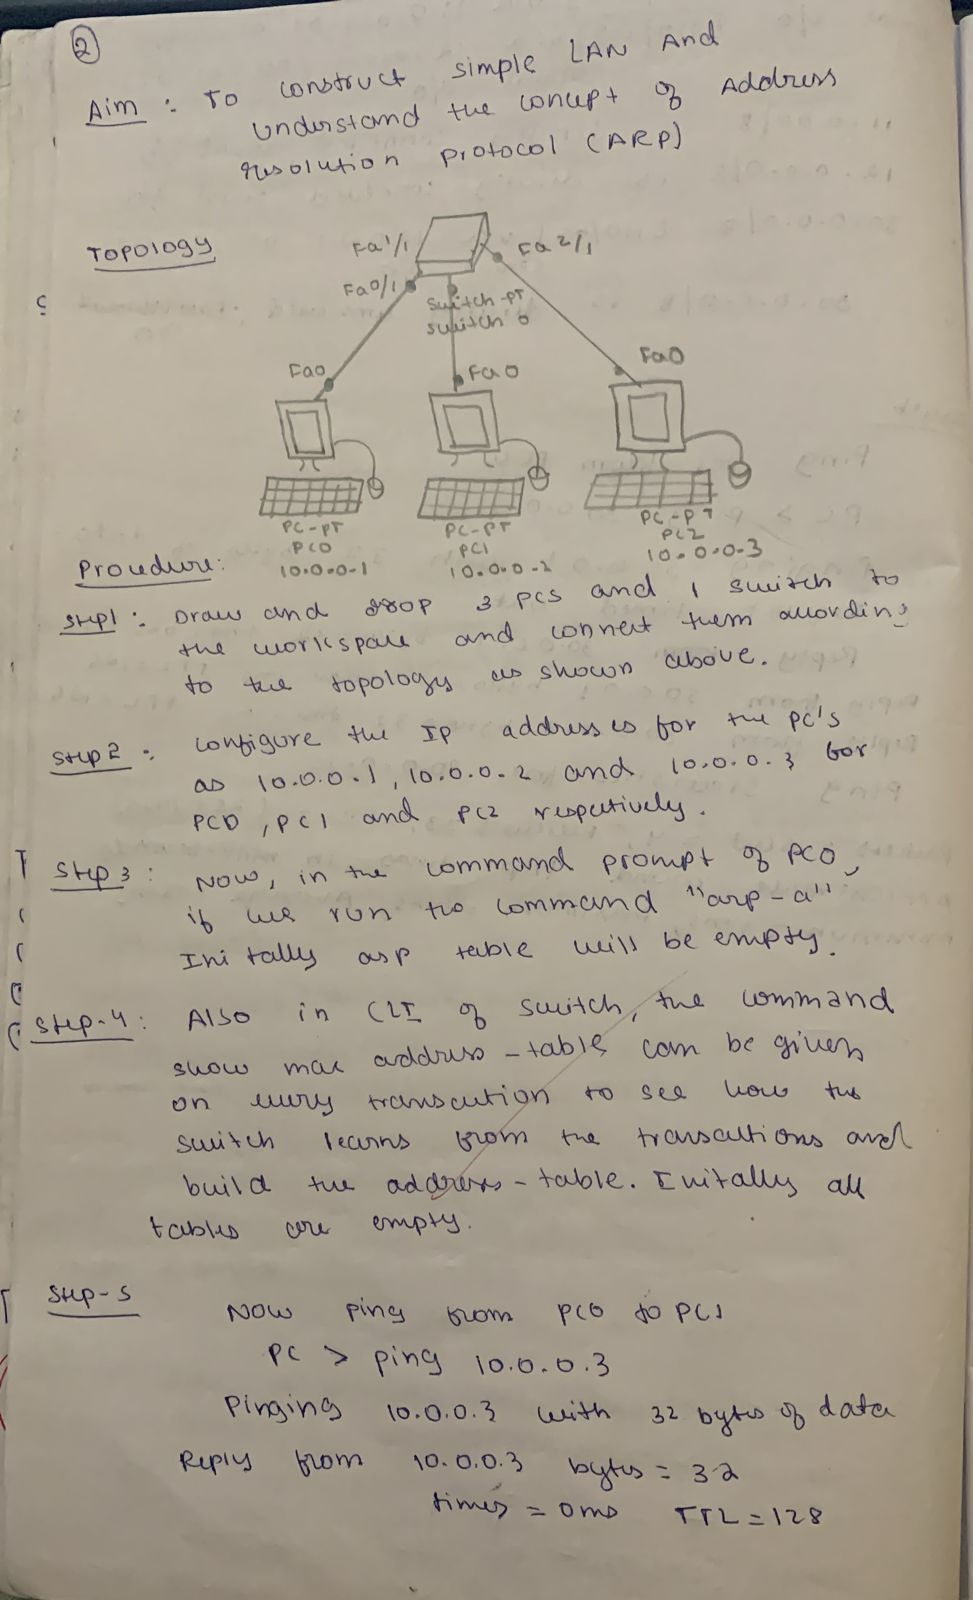 2
Aim : To construct simple LAN And
understand the concept of Address
resolution protocol (ARP)
Topology
Fa1/1
Fa2/1
Fa0/1
Switch-PT
switch 0
Fa0
Fa0
Fa0
PC-PT
PC0
10.0.0.1
PC-PT
PC1
10.0.0.2
PC-PT
PC2
10.0.0.3
Procedure:
Step1 : Draw and drop 3 PCs and 1 switch to
the workspace and connect them according
to the topology as shown above.
Step2 : Configure the IP addresses for the PC's
as 10.0.0.1, 10.0.0.2 and 10.0.0.3 for
PC0, PC1 and PC2 respectively.
Step 3 : Now, in the command prompt of PC0,
if we run the command "arp-a"
Initally arp table will be empty.
Step-4 : Also in CLI of switch, the command
show mac address-table can be given
on every transcution to see how the
switch learns from the transactions and
build the address-table. Initally all
tables are empty.
Step-5
Now ping from PC0 to PC1
PC > ping 10.0.0.3
Pinging 10.0.0.3 with 32 bytes of data
Reply from 10.0.0.3 bytes = 32
times = 0ms TTL = 128